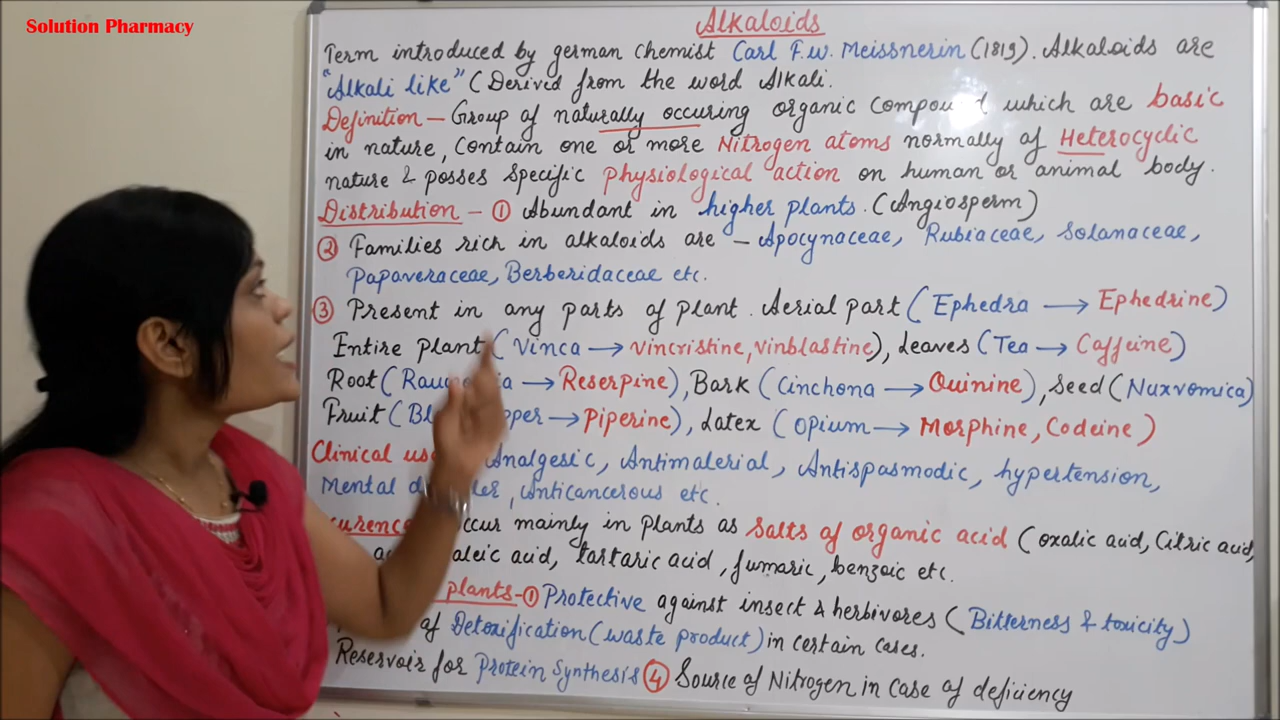 Solution Pharmacy
Alkaloids
Term introduced by german chemist Carl F.W. Meissnerin (1819). Alkaloids are
"Alkali like" (Derived from the word Alkali.
Definition - Group of naturally occuring organic compou d which are basic
in nature, contain one or more Nitrogen atoms normally of Heterocyclic
nature & posses specific physiological action on human or animal body.
Distribution - ① Abundant in higher plants. (Angiosperm)
② Families rich in alkaloids are - Apocynaceae, Rubiaceae, Solanaceae,
Papaveraceae, Berberidaceae etc.
③ Present in any parts of plant. Aerial part (Ephedra → Ephedrine)
Entire plant (Vinca → vincristine, vinblastine), Leaves (Tea → Caffeine)
Root (Rau ia → Reserpine), Bark (Cinchona → Quinine), Seed (Nuxvomica)
Fruit (Bl pper → Piperine), Latex (Opium → Morphine, Codeine)
Clinical us Analgesic, Antimalerial, Antispasmodic, hypertension,
Mental d er, Anticancerous etc.
curence ccur mainly in plants as salts of organic acid (oxalic acid, Citric acid,
aleic acid, tartaric acid, fumaric, benzoic etc.
plants - ① Protective against insect & herbivores (Bitterness & toxicity)
of Detoxification (waste product) in certain cases.
Reservoir for Protein Synthesis ④ Source of Nitrogen in case of deficiency